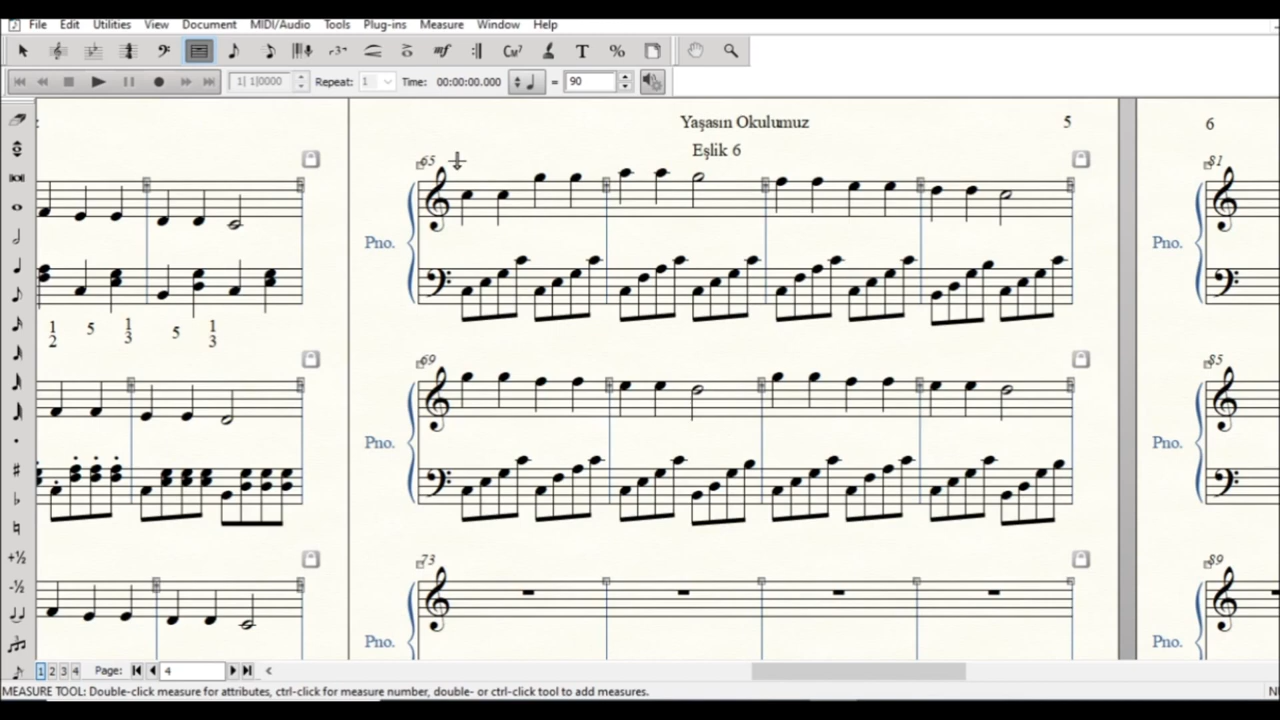 File Edit Utilities View Document MIDI/Audio Tools Plug-ins Measure Window Help
1| 1|0000 Repeat: 1 Time: 00:00:00.000 = 90
Yaşasın Okulumuz 5
6
Eşlik 6
65
81
Pno.
Pno.
1 2 5 1 3 5 1 3
69
85
Pno.
Pno.
73
89
Pno.
Pno.
1 2 3 4 Page: 4
MEASURE TOOL: Double-click measure for attributes, ctrl-click for measure number, double- or ctrl-click tool to add measures.